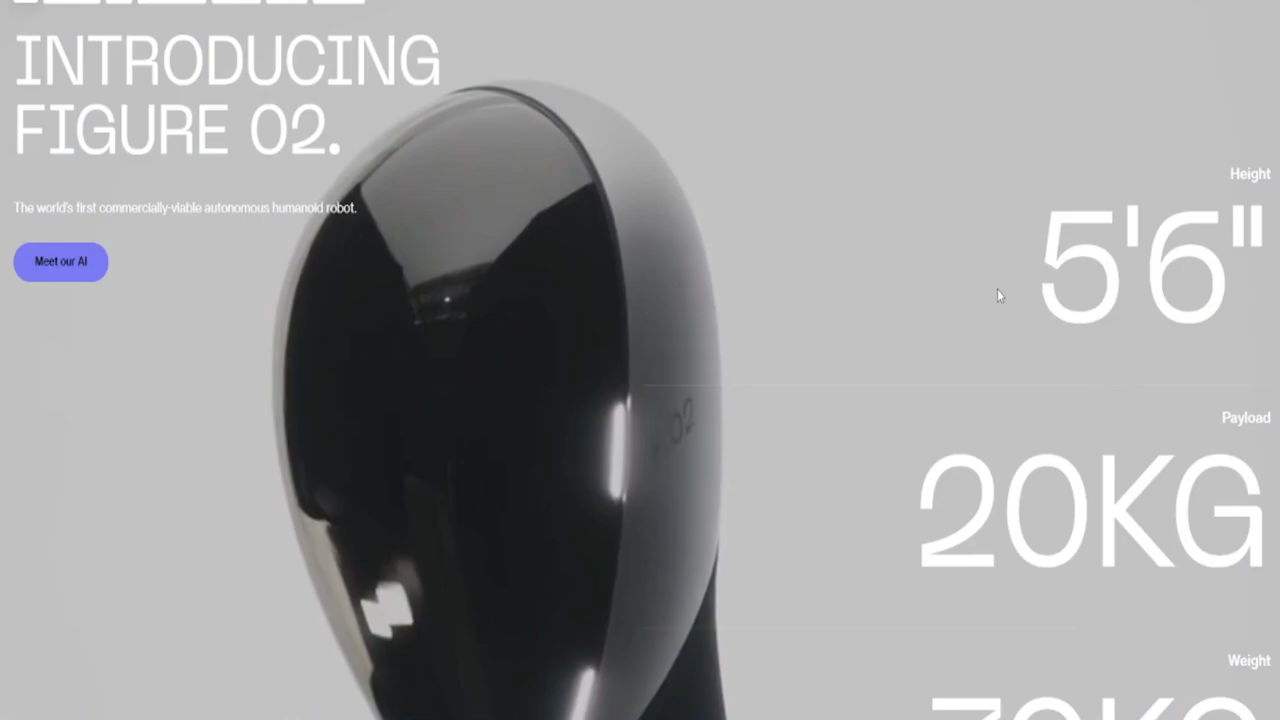 INTRODUCING
FIGURE 02.
The world's first commercially-viable autonomous humanoid robot.
Meet our AI
Height
5'6"
02
Payload
20KG
Weight